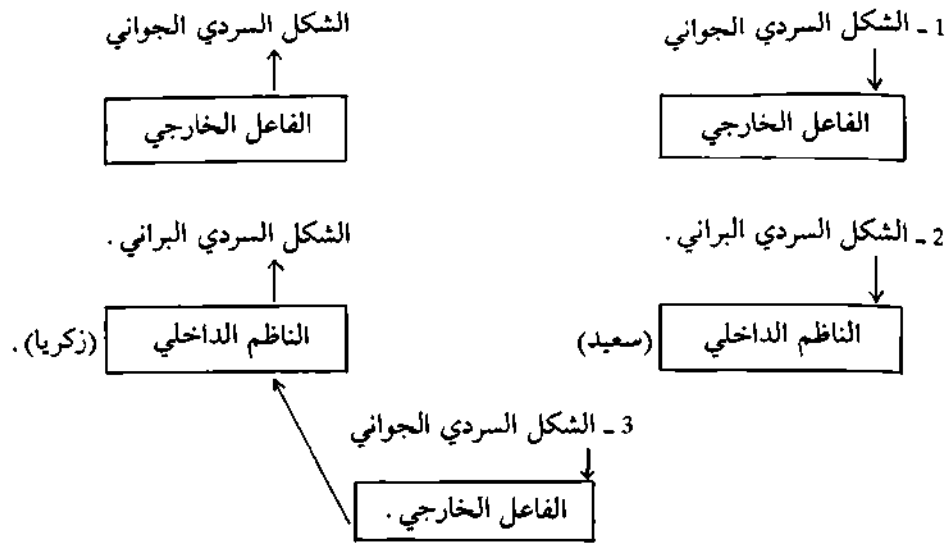 1 ـ الشكل السردي الجواني
الشكل السردي الجواني
الفاعل الخارجي
الفاعل الخارجي
2 ـ الشكل السردي البراني .
الشكل السردي البراني .
الناظم الداخلي (سعيد)
الناظم الداخلي (زكريا) .
3 ـ الشكل السردي الجواني
الفاعل الخارجي .